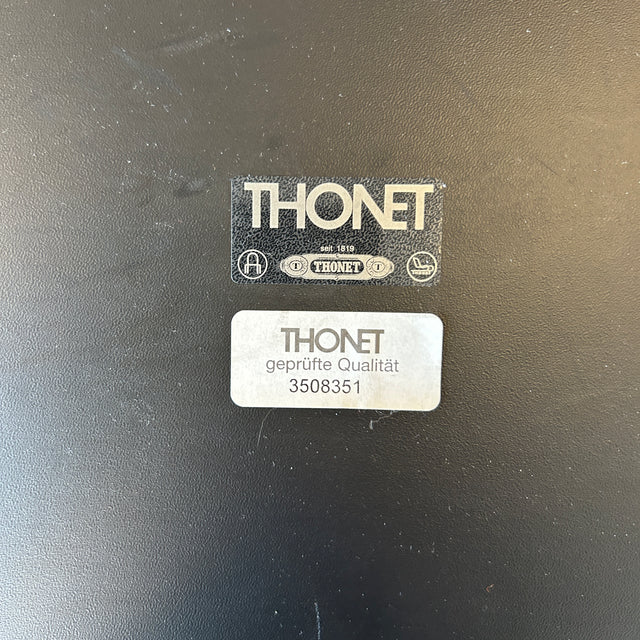 THONET
seit 1819
THONET
THONET
geprüfte Qualität
3508351